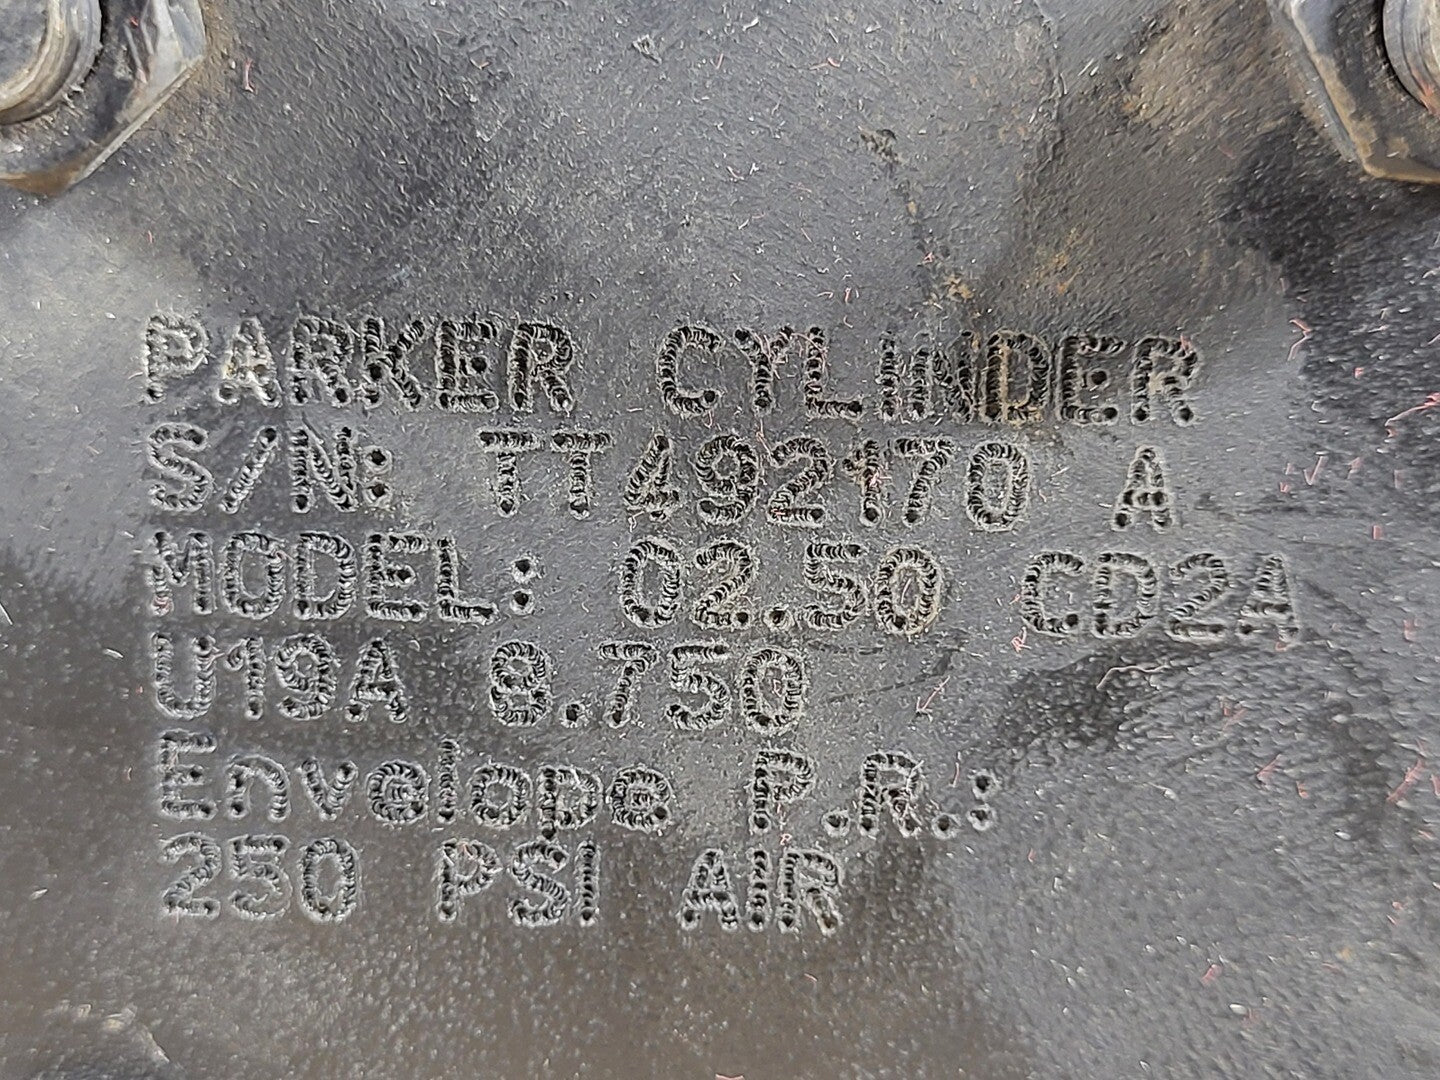 PARKER CYLINDER
S/N: TT492170 A
MODEL: 02.50 CD2A
U19A 8.750
Envelope P.R.:
250 PSI AIR